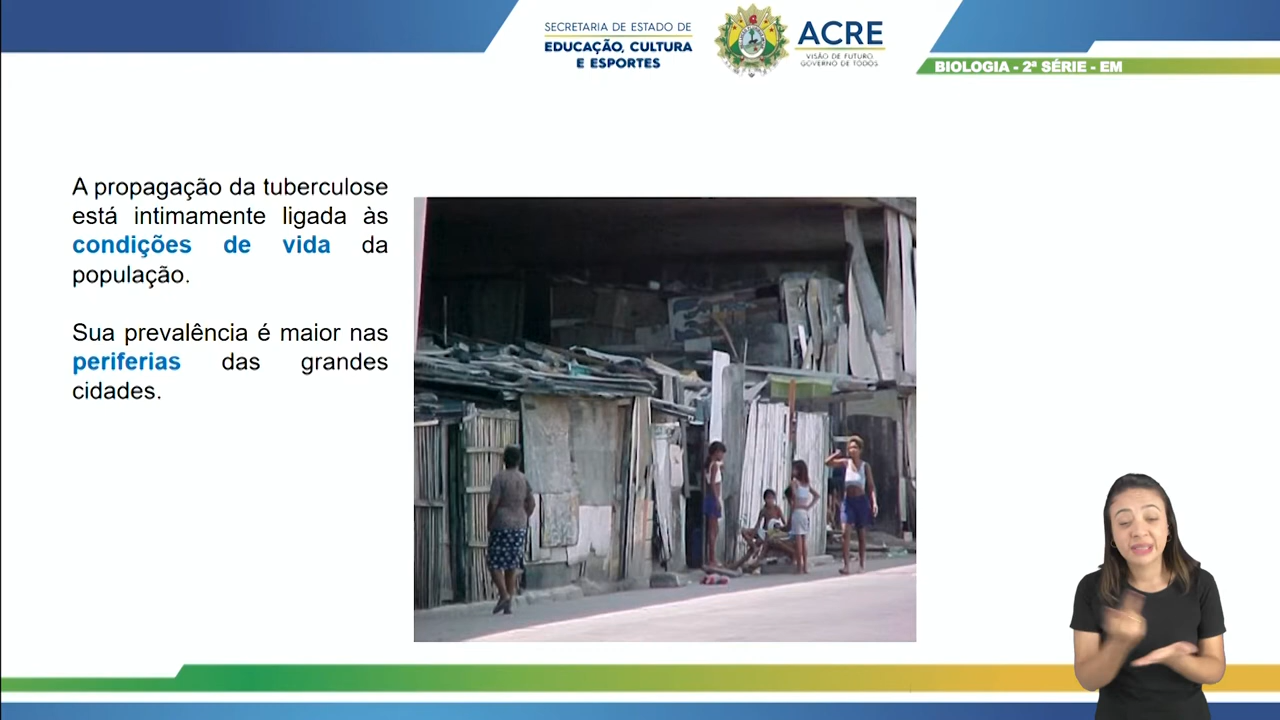 SECRETARIA DE ESTADO DE
EDUCAÇÃO, CULTURA
E ESPORTES
ACRE
VISÃO DE FUTURO,
GOVERNO DE TODOS
BIOLOGIA - 2ª SÉRIE - EM
A propagação da tuberculose
está intimamente ligada às
condições de vida da
população.
Sua prevalência é maior nas
periferias das grandes
cidades.